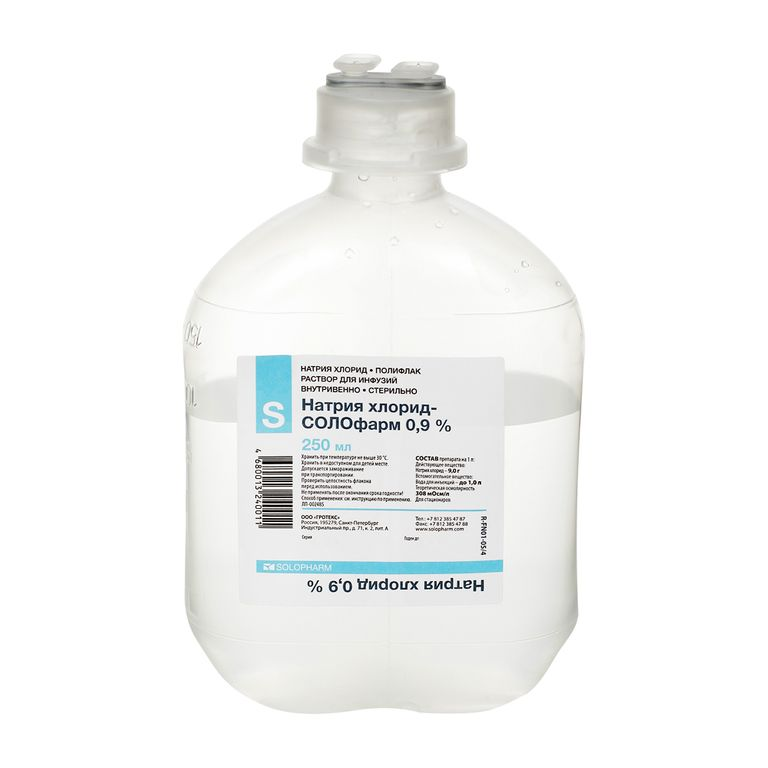 НАТРИЯ ХЛОРИД • ПОЛИФЛАК
РАСТВОР ДЛЯ ИНФУЗИЙ
ВНУТРИВЕННО • СТЕРИЛЬНО
S
Натрия хлорид-
СОЛОфарм 0,9 %
250 мл
Хранить при температуре не выше 30 °С.
Хранить в недоступном для детей месте.
Допускается замораживание
при транспортировании.
Проверить целостность флакона
перед использованием.
Не применять после окончания срока годности!
Способ применения: см. инструкцию по применению.
ЛП-002485
СОСТАВ препарата на 1 л:
Действующее вещество:
Натрия хлорид – 9,0 г
Вспомогательное вещество:
Вода для инъекций – до 1,0 л
Теоретическая осмолярность
308 мОсм/л
Для стационаров
4680013240011
ООО «ГРОТЕКС»
Россия, 195279, Санкт-Петербург
Индустриальный пр., д. 71, к. 2, лит. А
Тел.: +7 812 385 47 87
Факс: +7 812 385 47 88
www.solopharm.com
Серия
Годен до
R-FN01-05/4
SOLOPHARM
Натрия хлорид 0,9 %
150